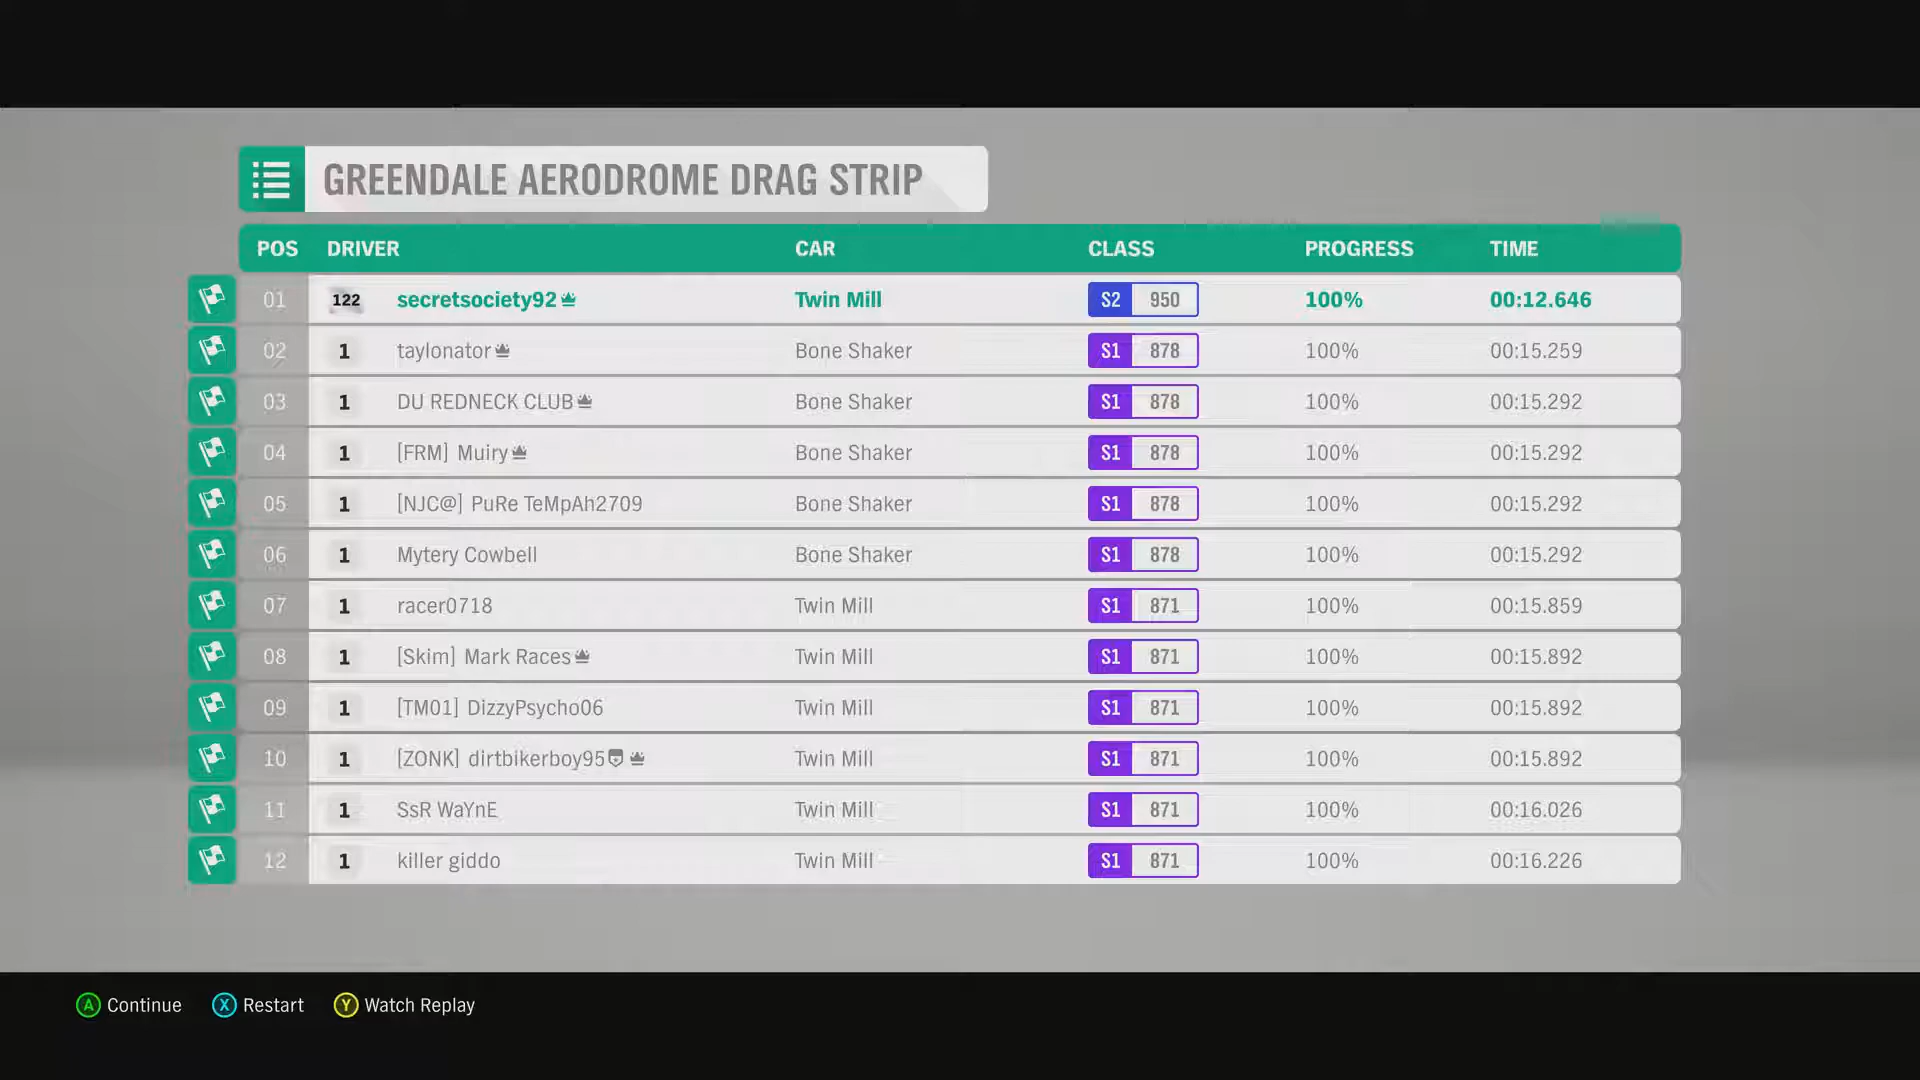 GREENDALE AERODROME DRAG STRIP
POS DRIVER CAR CLASS PROGRESS TIME
01 122 secretsociety92 Twin Mill S2 950 100% 00:12.646
02 1 taylonator Bone Shaker S1 878 100% 00:15.259
03 1 DU REDNECK CLUB Bone Shaker S1 878 100% 00:15.292
04 1 [FRM] Muiry Bone Shaker S1 878 100% 00:15.292
05 1 [NJC@] PuRe TeMpAh2709 Bone Shaker S1 878 100% 00:15.292
06 1 Mytery Cowbell Bone Shaker S1 878 100% 00:15.292
07 1 racer0718 Twin Mill S1 871 100% 00:15.859
08 1 [Skim] Mark Races Twin Mill S1 871 100% 00:15.892
09 1 [TM01] DizzyPsycho06 Twin Mill S1 871 100% 00:15.892
10 1 [ZONK] dirtbikerboy95 Twin Mill S1 871 100% 00:15.892
11 1 SsR WaYnE Twin Mill S1 871 100% 00:16.026
12 1 killer giddo Twin Mill S1 871 100% 00:16.226
A Continue X Restart Y Watch Replay